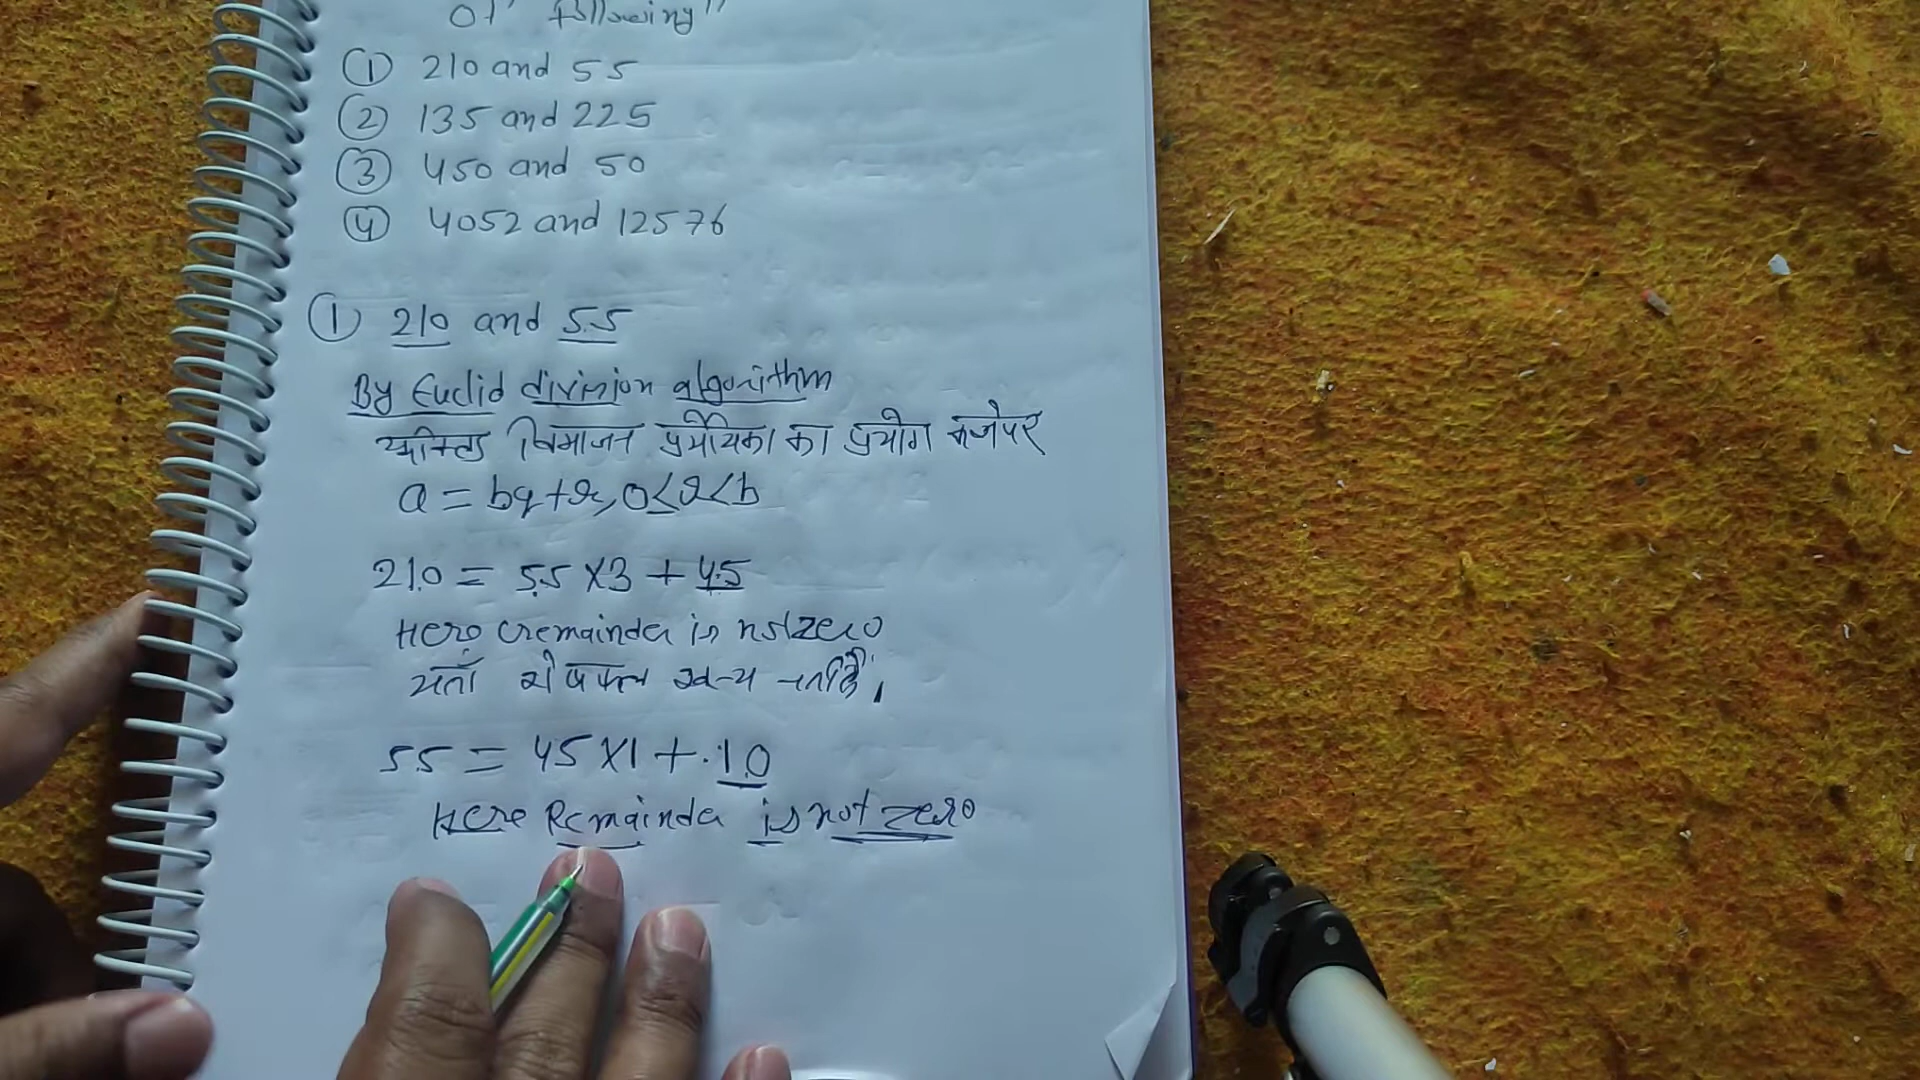 of following"
① 210 and 55
② 135 and 225
③ 450 and 50
④ 4052 and 12576
① 210 and 55
By Euclid division algorithm
विभाजन प्रमेयिका का प्रयोग करनेपर
a = bq+r, 0≤r<b
210 = 55 ×3 + 45
Here remainder is not zero
यहाँ शेषफल शून्य नहीं है।
55 = 45 ×1 + 10
Here Remainder is not zero